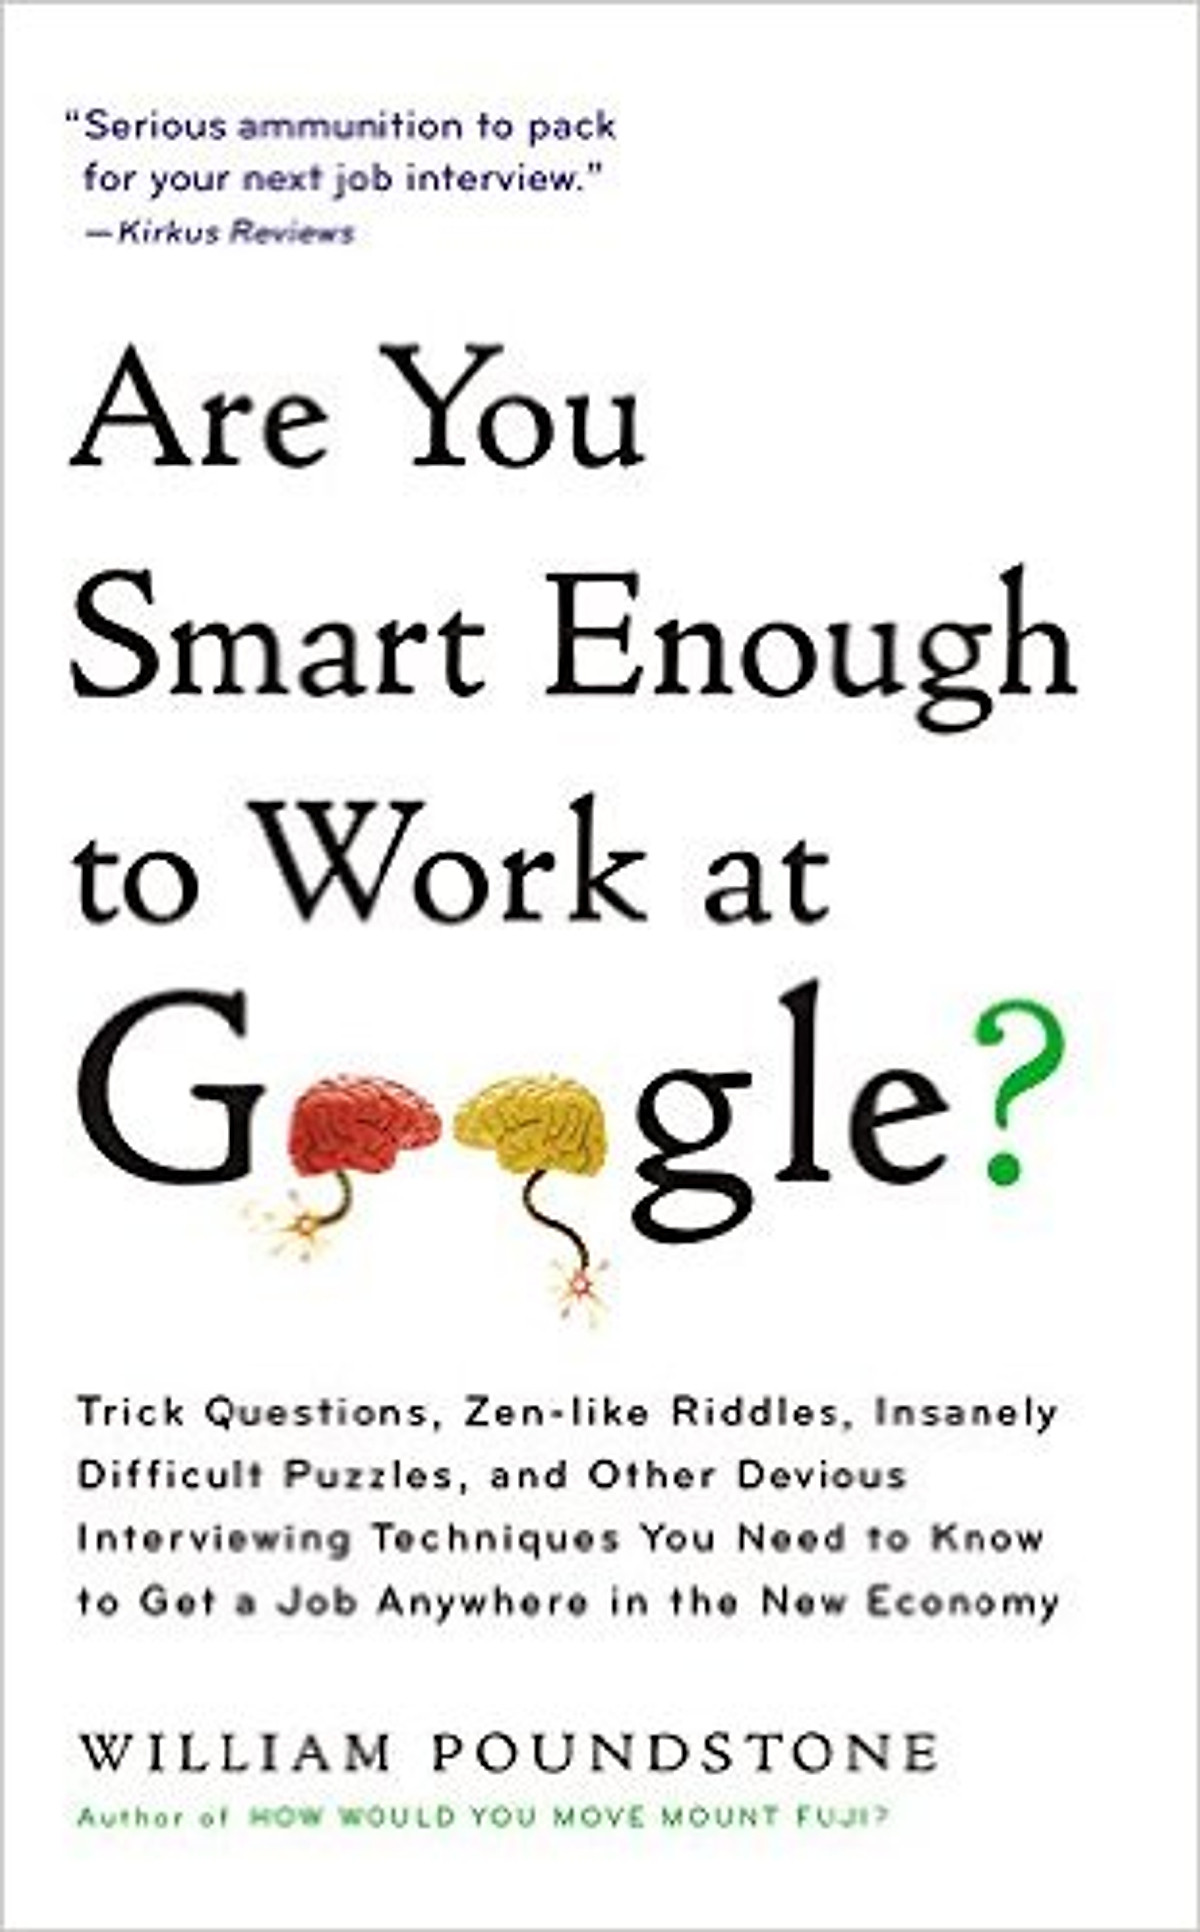 “Serious ammunition to pack
for your next job interview.”
—Kirkus Reviews
Are You
Smart Enough
to Work at
Google?
Trick Questions, Zen-like Riddles, Insanely
Difficult Puzzles, and Other Devious
Interviewing Techniques You Need to Know
to Get a Job Anywhere in the New Economy
WILLIAM POUNDSTONE
Author of HOW WOULD YOU MOVE MOUNT FUJI?